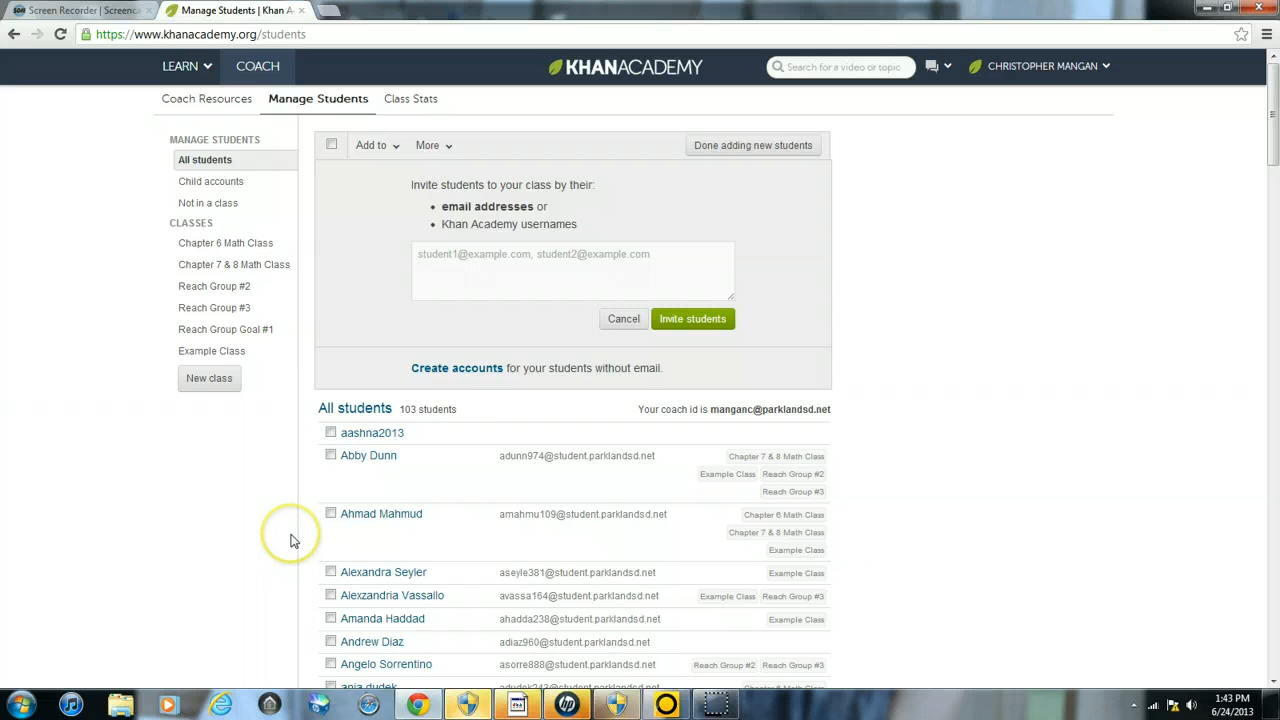 Screen Recorder | Screenca
Manage Students | Khan A
https://www.khanacademy.org/students
LEARN
COACH
KHANACADEMY
Search for a video or topic
CHRISTOPHER MANGAN
Coach Resources
Manage Students
Class Stats
MANAGE STUDENTS
All students
Child accounts
Not in a class
CLASSES
Chapter 6 Math Class
Chapter 7 & 8 Math Class
Reach Group #2
Reach Group #3
Reach Group Goal #1
Example Class
New class
Add to
More
Done adding new students
Invite students to your class by their:
• email addresses or
• Khan Academy usernames
student1@example.com, student2@example.com
Cancel
Invite students
Create accounts for your students without email.
All students 103 students
Your coach id is manganc@parklandsd.net
aashna2013
Abby Dunn adunn974@student.parklandsd.net Chapter 7 & 8 Math Class
Example Class Reach Group #2
Reach Group #3
Ahmad Mahmud amahmu109@student.parklandsd.net Chapter 6 Math Class
Chapter 7 & 8 Math Class
Example Class
Alexandra Seyler aseyle381@student.parklandsd.net Example Class
Alexzandria Vassallo avassa164@student.parklandsd.net Example Class Reach Group #3
Amanda Haddad ahadda238@student.parklandsd.net Example Class
Andrew Diaz adiaz960@student.parklandsd.net
Angelo Sorrentino asorre888@student.parklandsd.net Reach Group #2 Reach Group #3
1:43 PM
6/24/2013